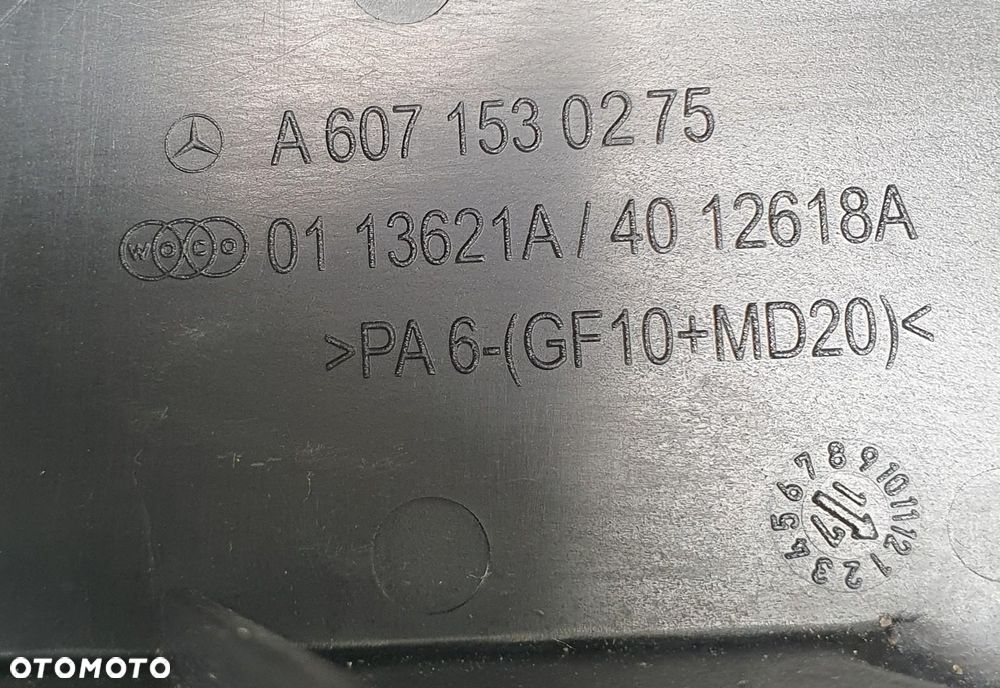 A 607 153 02 75
WOCO 01 13621A / 40 12618A
>PA 6-(GF10+MD20)<
1 2 3 4 5 6 7 8 9 10 11 12
17
OTOMOTO